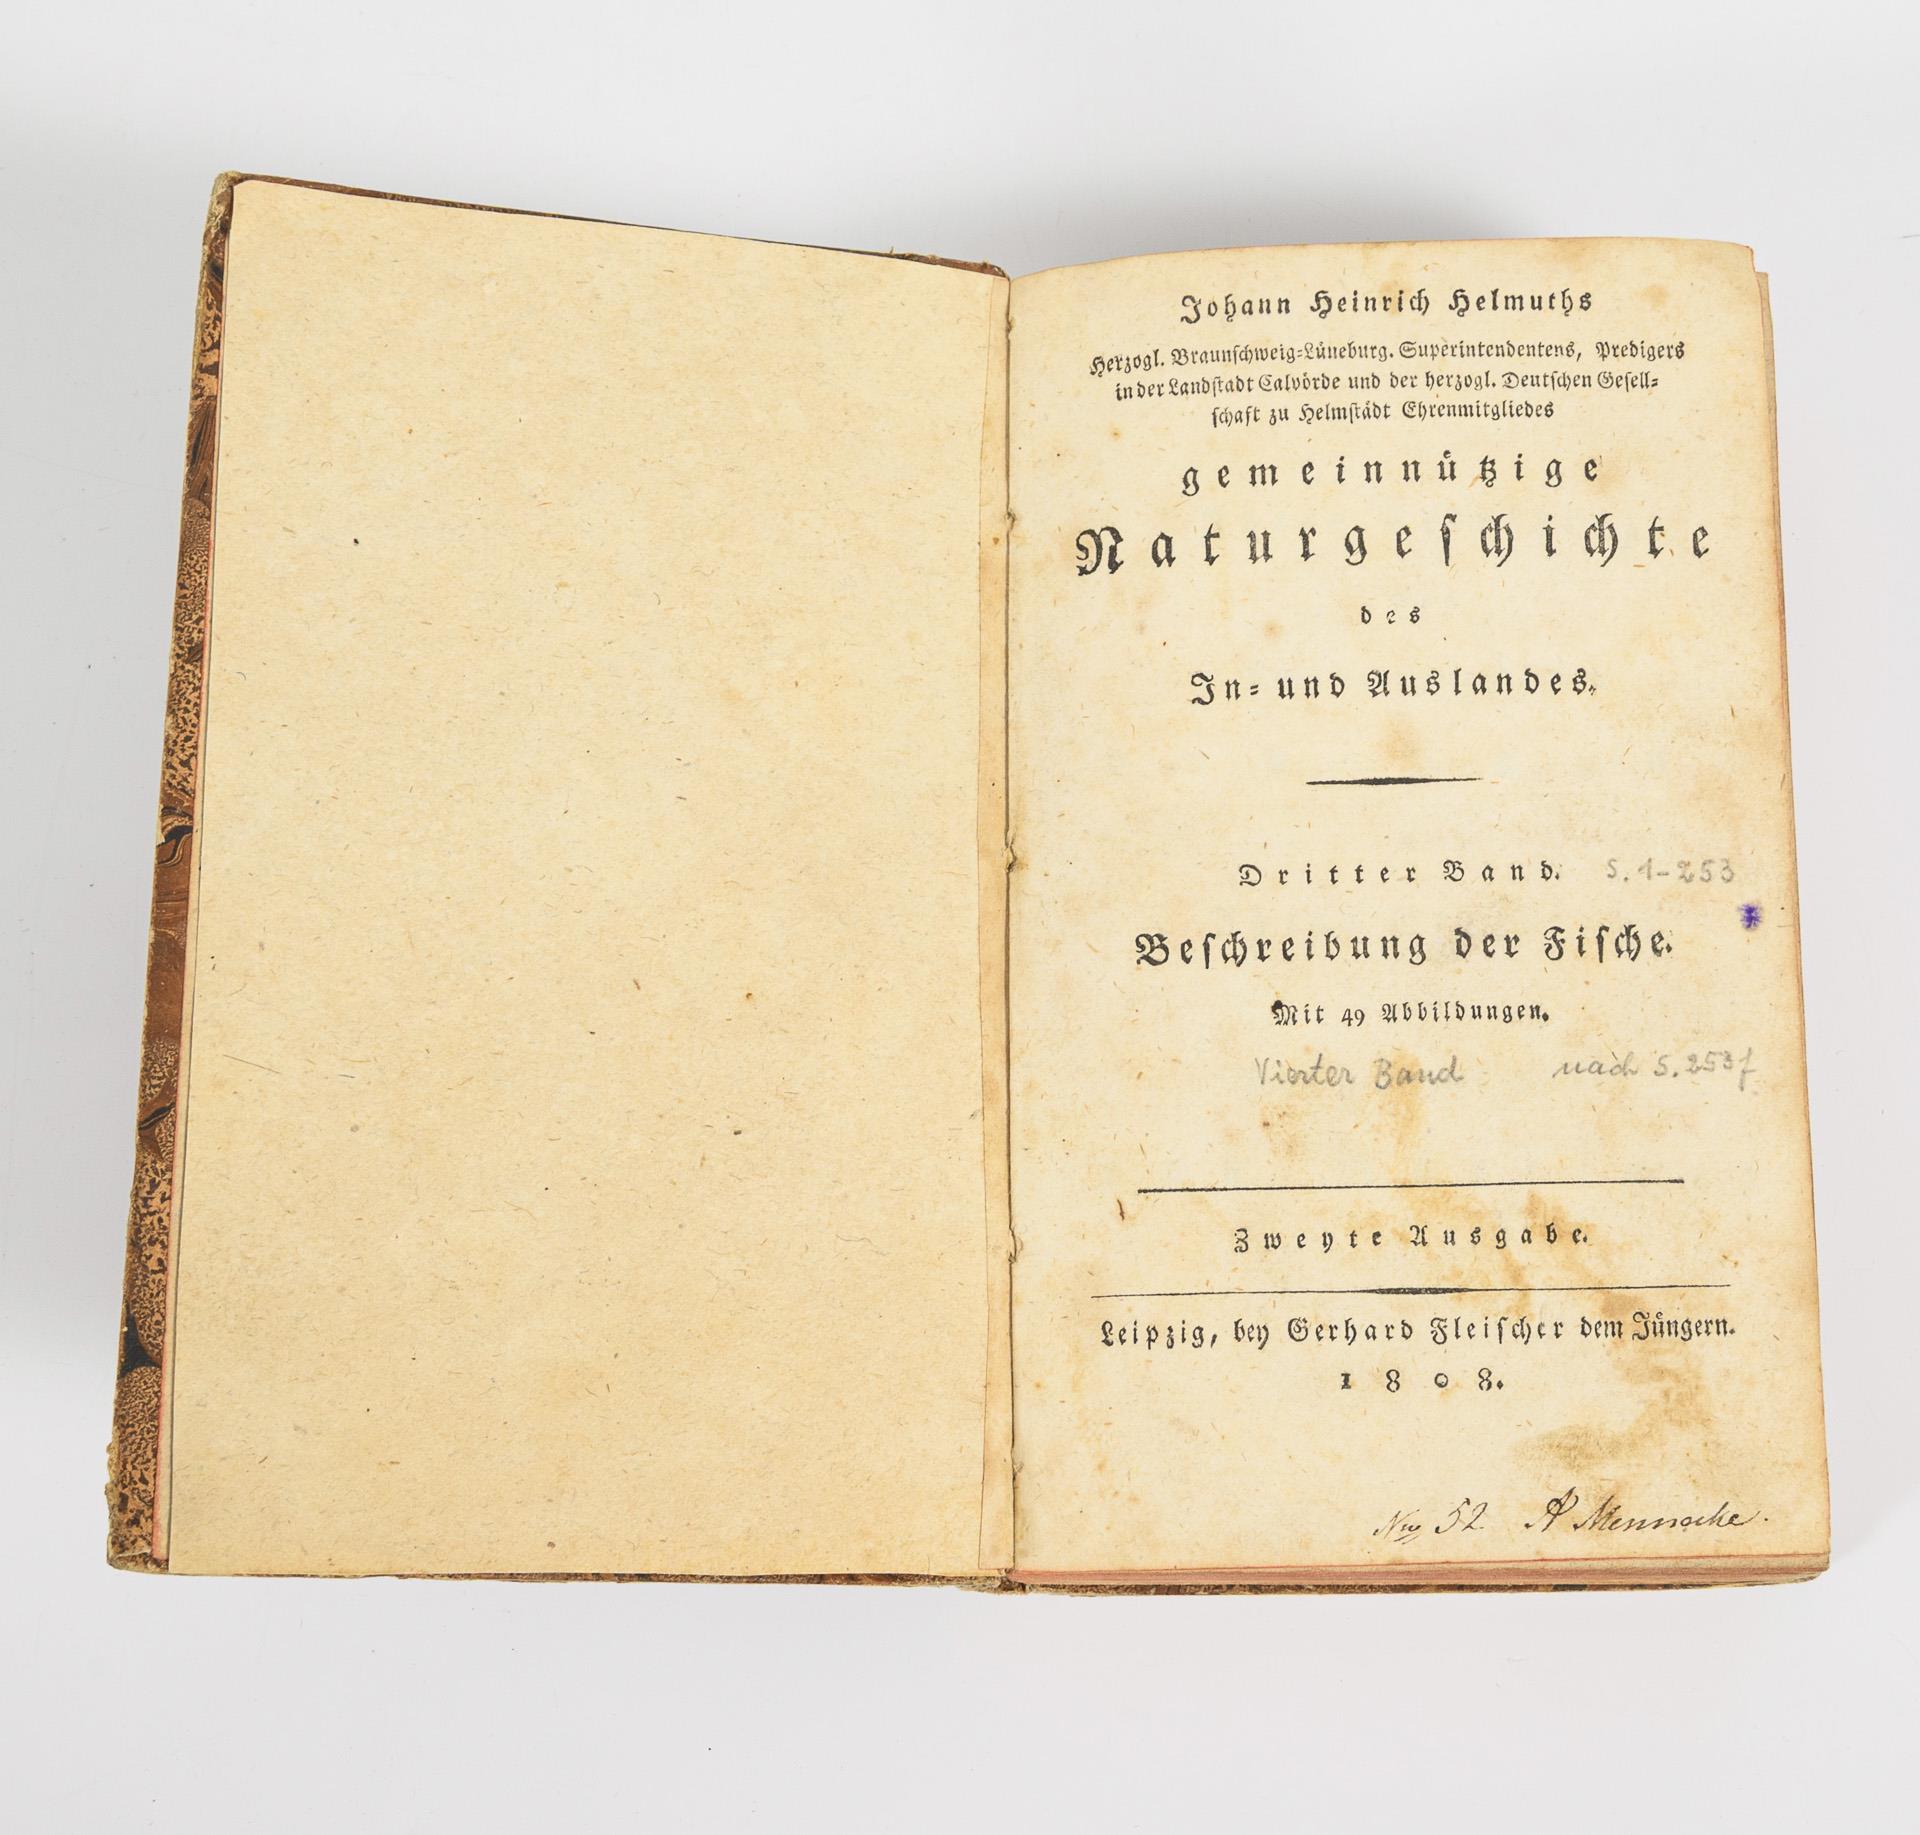 Johann Heinrich Helmuths
Herzogl. Braunſchweig-Lüneburg. Superintendentens, Predigers
in der Landſtadt Calvörde und der herzogl. Deutſchen Geſell-
ſchaft zu Helmſtädt Ehrenmitgliedes
gemeinnützige
Naturgeſchichte
des
In- und Auslandes.
Dritter Band. S. 1-253
Beſchreibung der Fiſche.
Mit 49 Abbildungen.
Vierter Band nach S. 253f
Zweyte Ausgabe.
Leipzig, bey Gerhard Fleiſcher dem Jüngern.
1808.
52 A Mennecke.